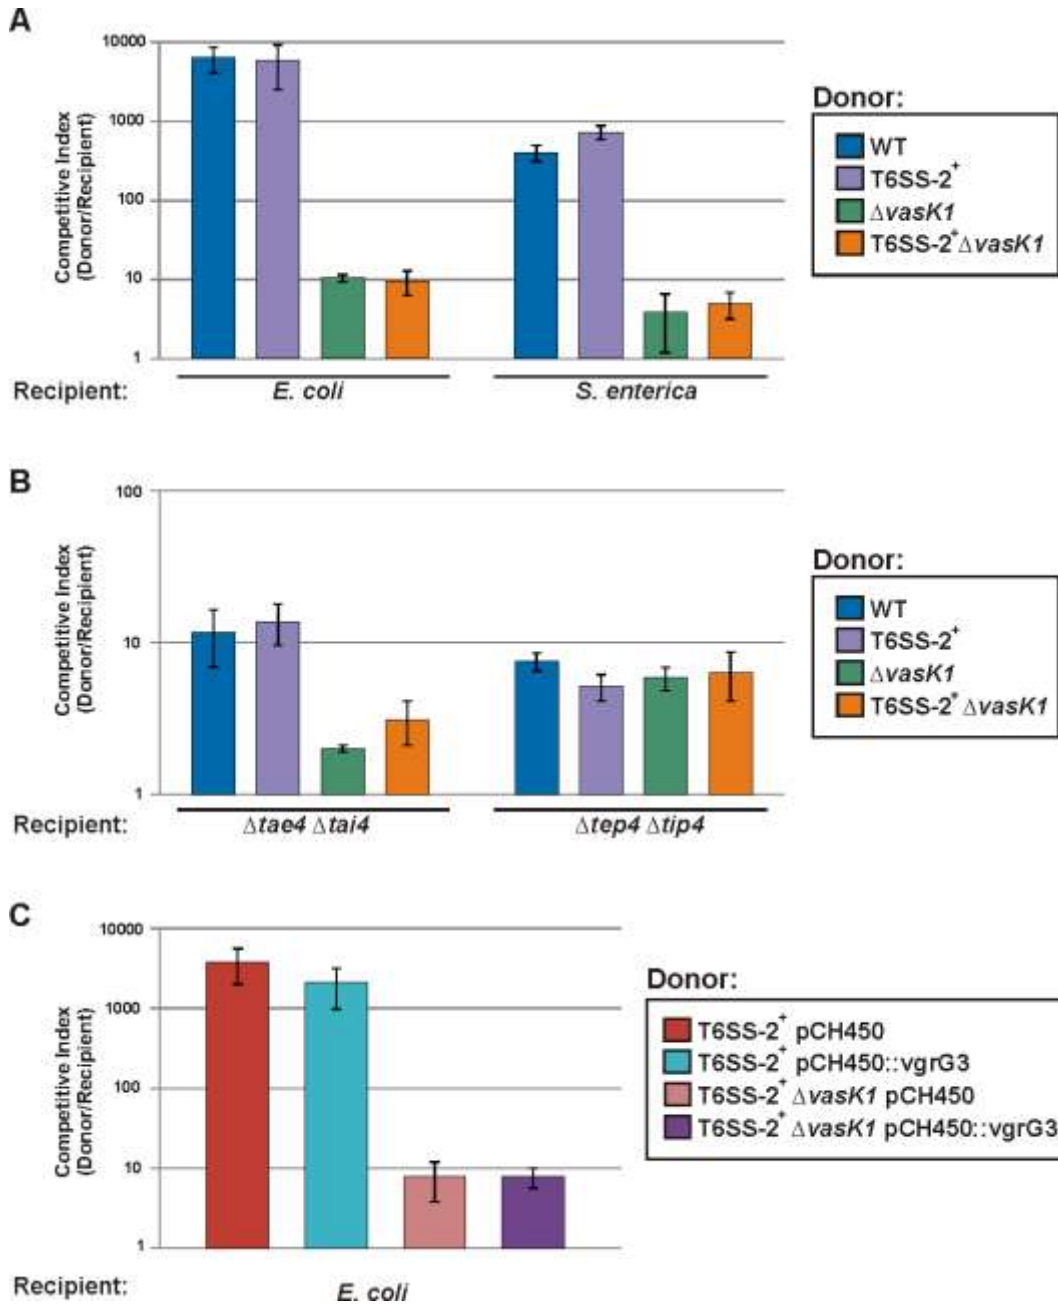 A
10000
1000
100
10
1
Competitive Index
(Donor/Recipient)
Recipient:
E. coli
S. enterica
Donor:
WT
T6SS-2⁺
ΔvasK1
T6SS-2⁺ΔvasK1
B
100
10
1
Competitive Index
(Donor/Recipient)
Recipient:
Δtae4 Δtai4
Δtep4 Δtip4
Donor:
WT
T6SS-2⁺
ΔvasK1
T6SS-2⁺ ΔvasK1
C
10000
1000
100
10
1
Competitive Index
(Donor/Recipient)
Recipient:
E. coli
Donor:
T6SS-2⁺ pCH450
T6SS-2⁺ pCH450::vgrG3
T6SS-2⁺ ΔvasK1 pCH450
T6SS-2⁺ ΔvasK1 pCH450::vgrG3